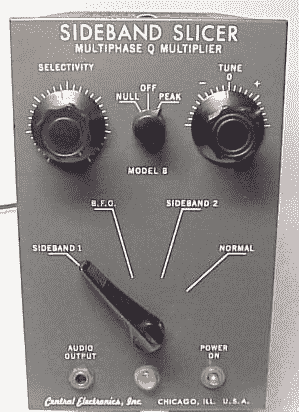 SIDEBAND SLICER
MULTIPHASE Q MULTIPLIER
SELECTIVITY
OFF
NULL PEAK
TUNE
- 0 +
MODEL B
B.F.O. SIDEBAND 2
SIDEBAND 1 NORMAL
AUDIO
OUTPUT
POWER
ON
Central Electronics, Inc CHICAGO, ILL. U.S.A.